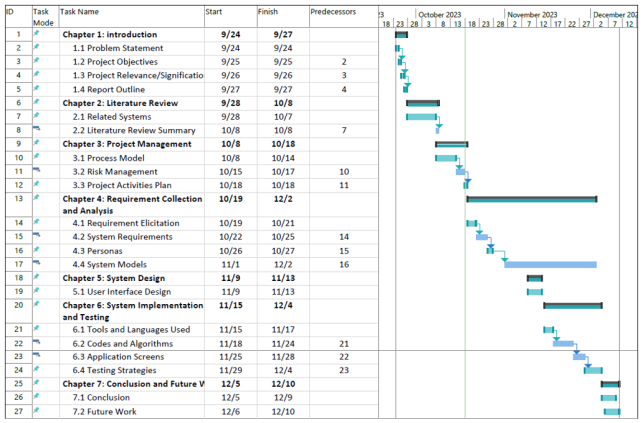 ID Task Mode Task Name Start Finish Predecessors
October 2023 November 2023 December 202
18 23 28 3 8 13 18 23 28 2 7 12 17 22 27 2 7 12
1 Chapter 1: introduction 9/24 9/27
2 1.1 Problem Statement 9/24 9/24
3 1.2 Project Objectives 9/25 9/25 2
4 1.3 Project Relevance/Significatio 9/26 9/26 3
5 1.4 Report Outline 9/27 9/27 4
6 Chapter 2: Literature Review 9/28 10/8
7 2.1 Related Systems 9/28 10/7
8 2.2 Literature Review Summary 10/8 10/8 7
9 Chapter 3: Project Management 10/8 10/18
10 3.1 Process Model 10/8 10/14
11 3.2 Risk Management 10/15 10/17 10
12 3.3 Project Activities Plan 10/18 10/18 11
13 Chapter 4: Requirement Collection 10/19 12/2
and Analysis
14 4.1 Requirement Elicitation 10/19 10/21
15 4.2 System Requirements 10/22 10/25 14
16 4.3 Personas 10/26 10/27 15
17 4.4 System Models 11/1 12/2 16
18 Chapter 5: System Design 11/9 11/13
19 5.1 User Interface Design 11/9 11/13
20 Chapter 6: System Implementation 11/15 12/4
and Testing
21 6.1 Tools and Languages Used 11/15 11/17
22 6.2 Codes and Algorithms 11/18 11/24 21
23 6.3 Application Screens 11/25 11/28 22
24 6.4 Testing Strategies 11/29 12/4 23
25 Chapter 7: Conclusion and Future W 12/5 12/10
26 7.1 Conclusion 12/5 12/9
27 7.2 Future Work 12/6 12/10